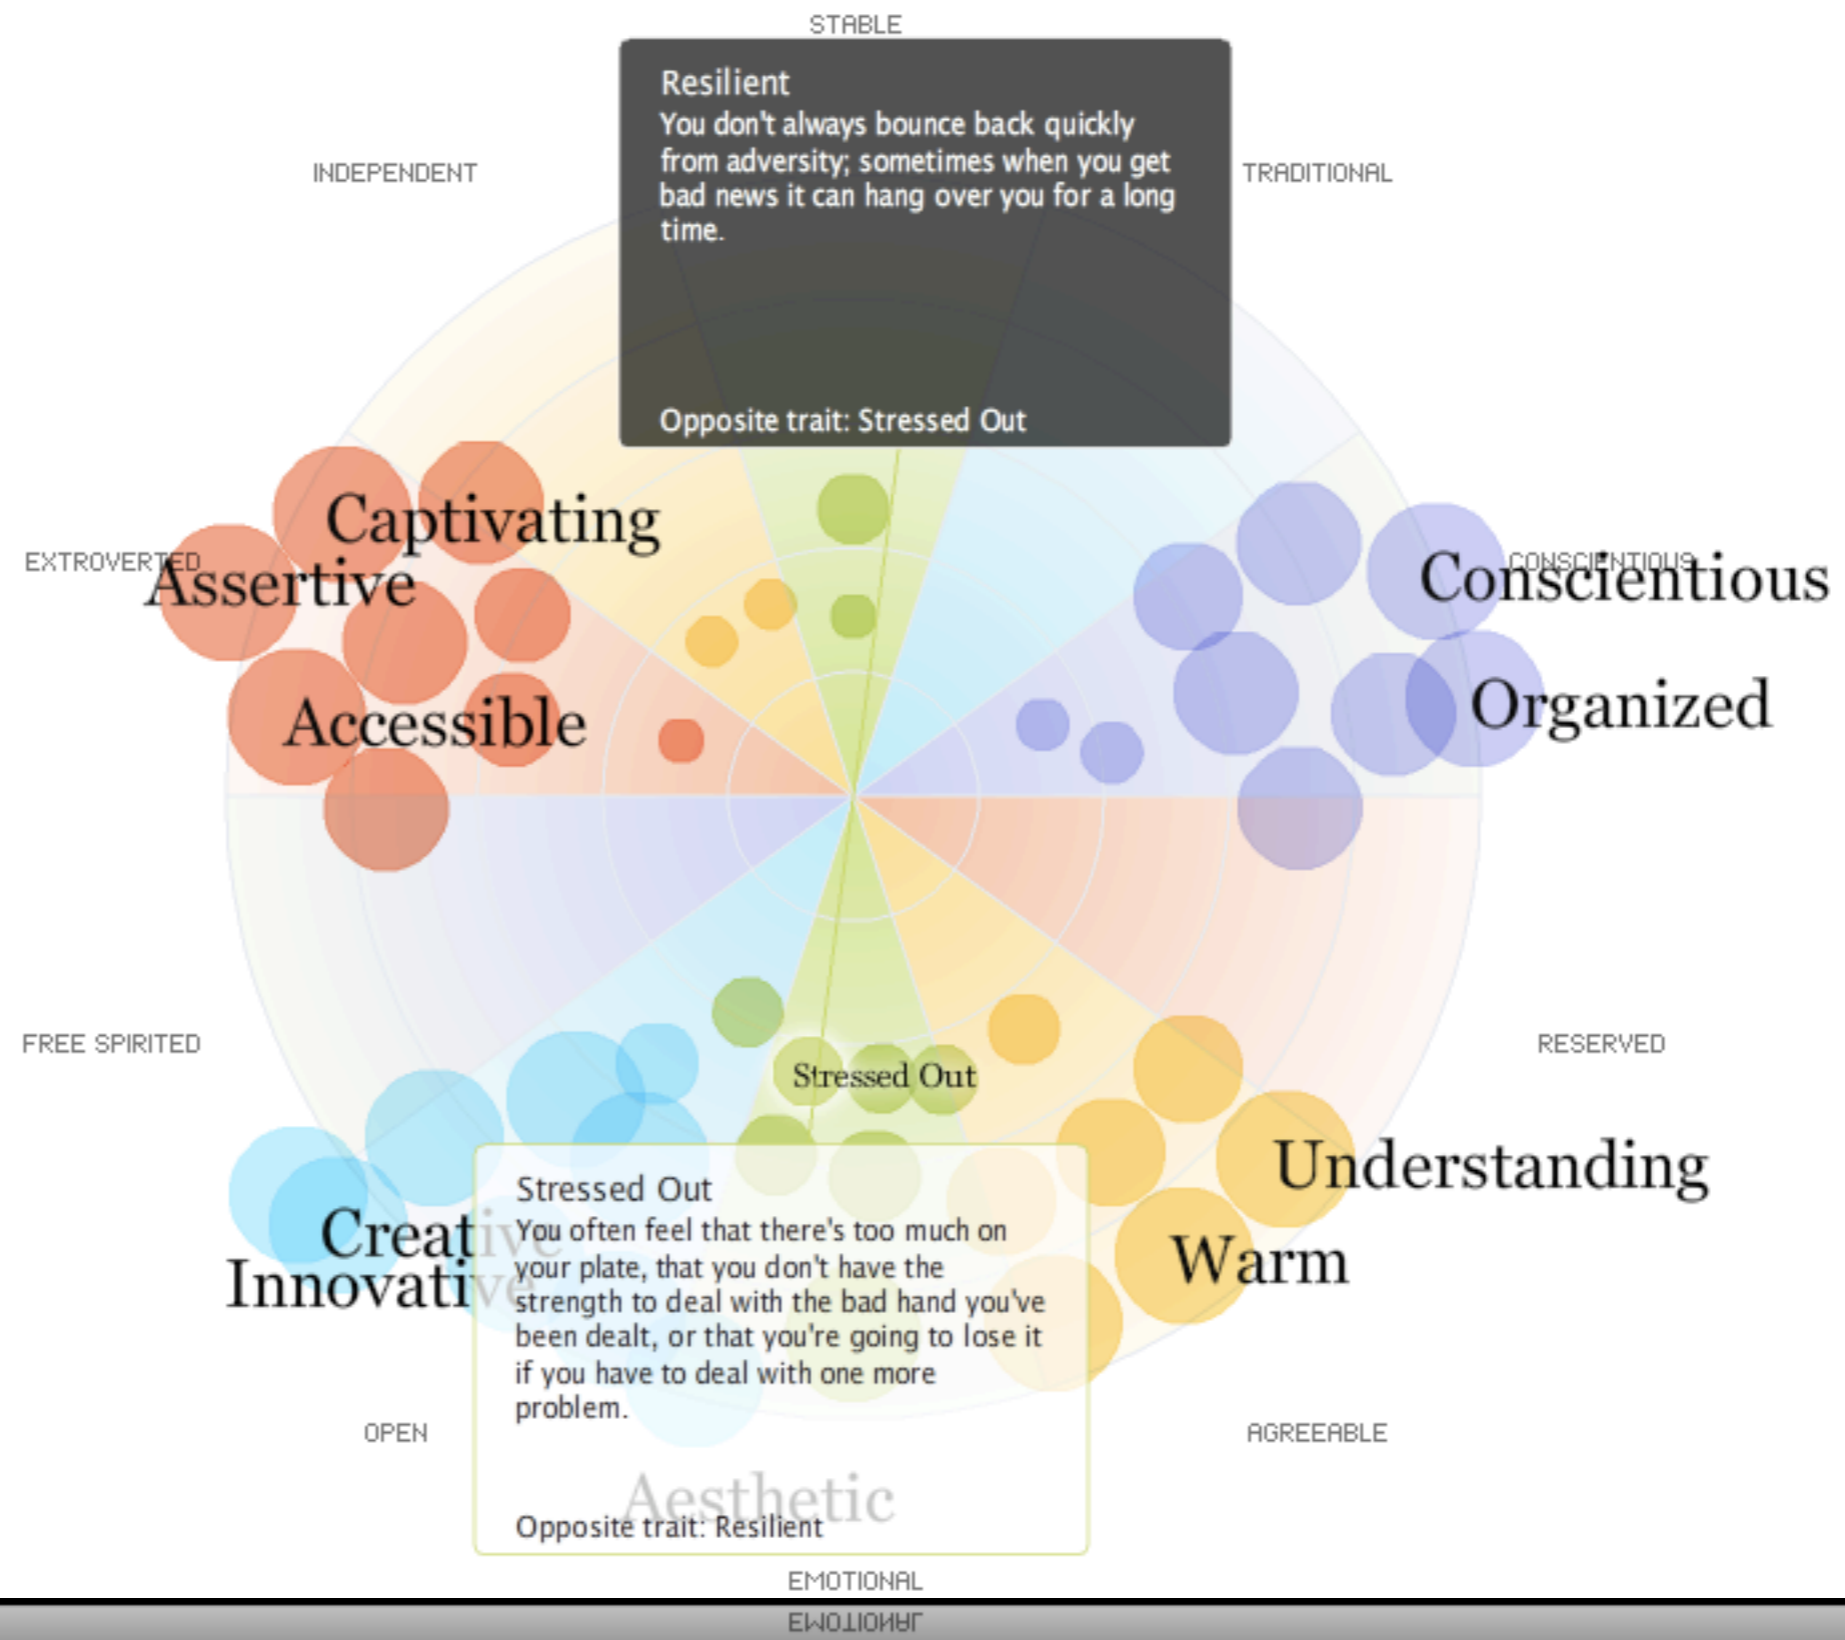 STABLE
Resilient
You don't always bounce back quickly
from adversity; sometimes when you get
bad news it can hang over you for a long
time.
Opposite trait: Stressed Out
INDEPENDENT
TRADITIONAL
Captivating
EXTROVERTED
Assertive
CONSCIENTIOUS
Conscientious
Accessible
Organized
FREE SPIRITED
RESERVED
Stressed Out
Understanding
Warm
Creative
Innovative
Stressed Out
You often feel that there's too much on
your plate, that you don't have the
strength to deal with the bad hand you've
been dealt, or that you're going to lose it
if you have to deal with one more
problem.
OPEN
AGREEABLE
Aesthetic
Opposite trait: Resilient
EMOTIONAL
EMOTIONAL